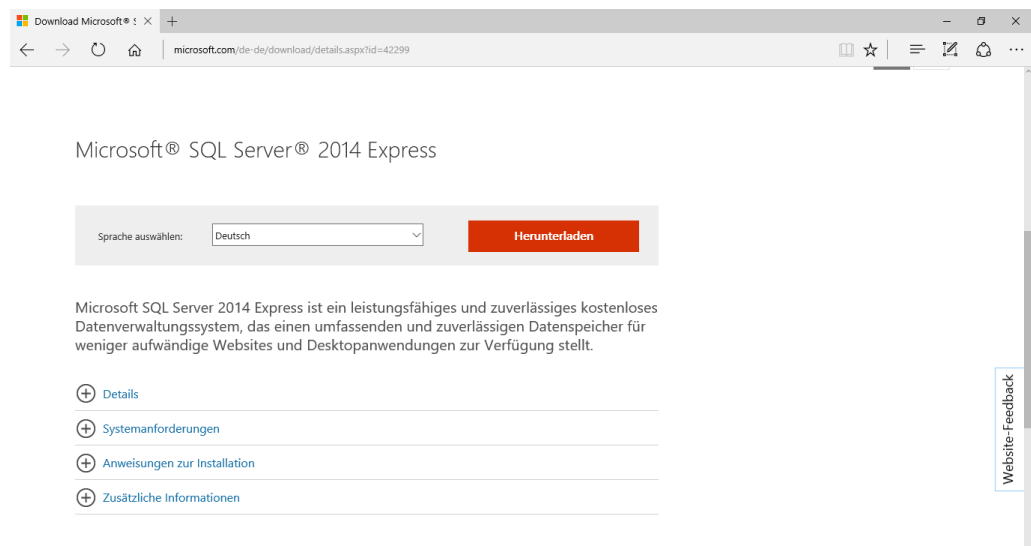 Download Microsoft® S
microsoft.com/de-de/download/details.aspx?id=42299
Microsoft® SQL Server® 2014 Express
Sprache auswählen:
Deutsch
Herunterladen
Microsoft SQL Server 2014 Express ist ein leistungsfähiges und zuverlässiges kostenloses
Datenverwaltungssystem, das einen umfassenden und zuverlässigen Datenspeicher für
weniger aufwändige Websites und Desktopanwendungen zur Verfügung stellt.
Details
Systemanforderungen
Anweisungen zur Installation
Zusätzliche Informationen
Website-Feedback